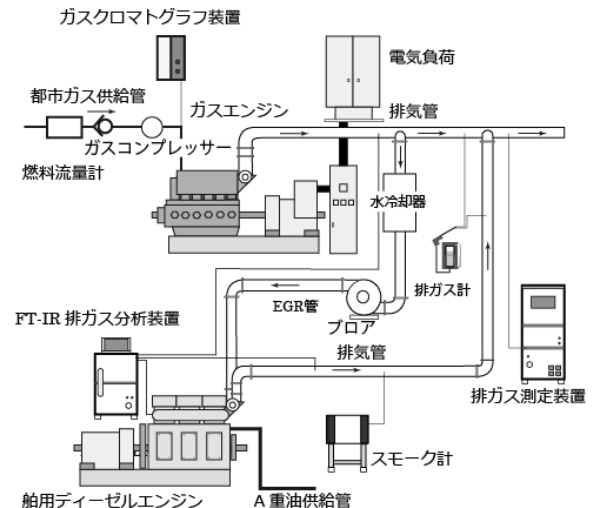 ガスクロマトグラフ装置
電気負荷
都市ガス供給管
ガスエンジン
排気管
ガスコンプレッサー
燃料流量計
水冷却器
排ガス計
EGR管
ブロア
FT-IR 排ガス分析装置
排気管
排ガス測定装置
スモーク計
舶用ディーゼルエンジン
A 重油供給管